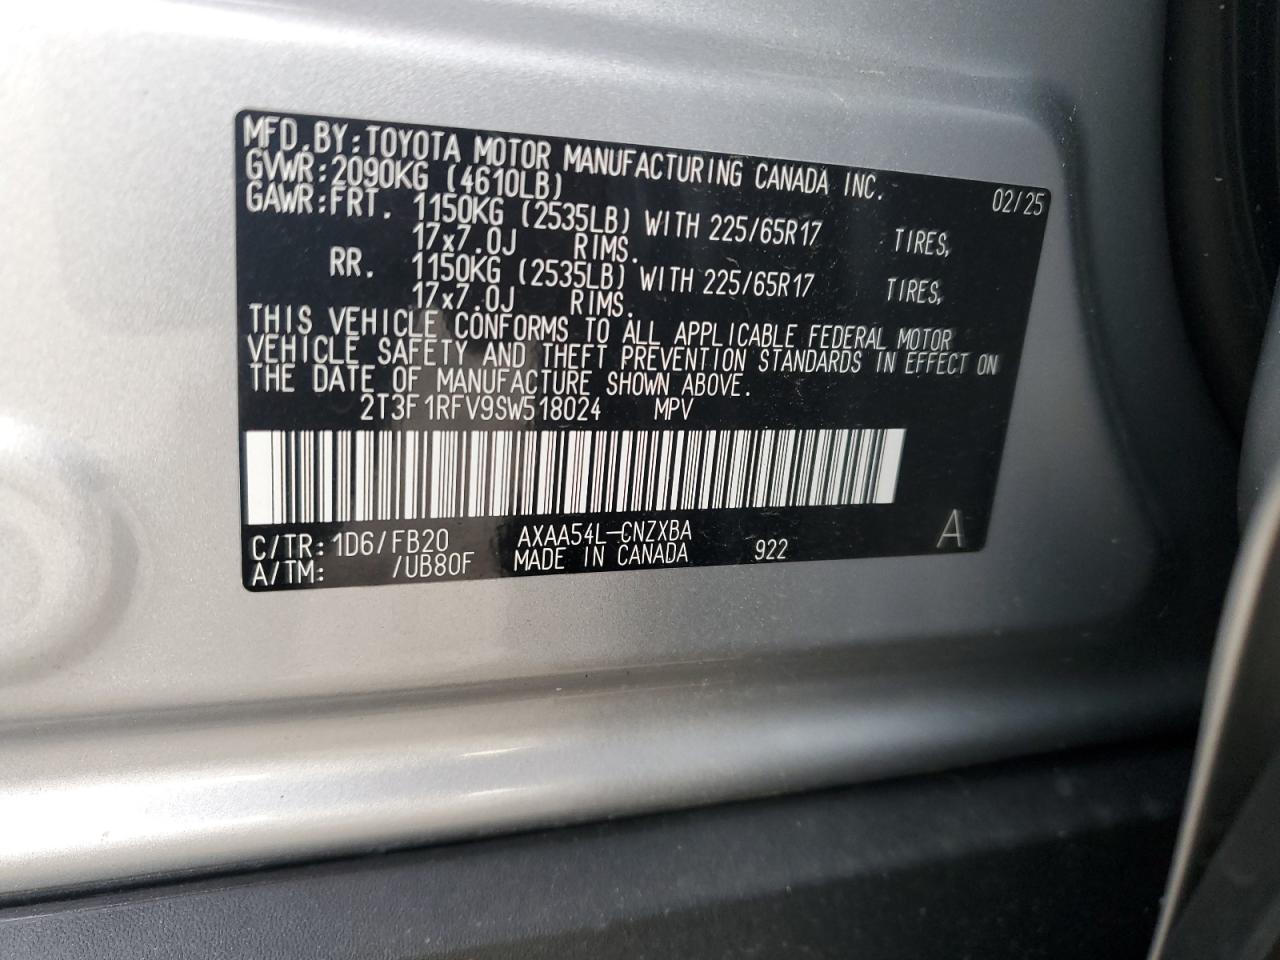 MFD.BY:TOYOTA MOTOR MANUFACTURING CANADA INC. 02/25
GVWR:2090KG (4610LB)
GAWR:FRT. 1150KG (2535LB) WITH 225/65R17 TIRES,
17x7.0J RIMS.
RR. 1150KG (2535LB) WITH 225/65R17 TIRES,
17x7.0J RIMS.
THIS VEHICLE CONFORMS TO ALL APPLICABLE FEDERAL MOTOR
VEHICLE SAFETY AND THEFT PREVENTION STANDARDS IN EFFECT ON
THE DATE OF MANUFACTURE SHOWN ABOVE.
2T3F1RFV9SW518024 MPV
C/TR: 1D6/FB20 AXAA54L-CNZXBA
A/TM: /UB80F MADE IN CANADA 922 A